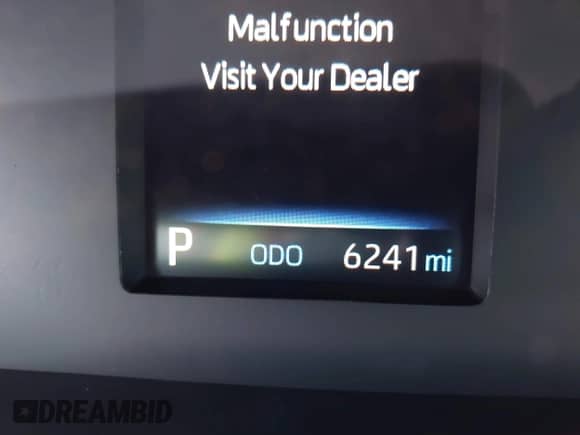 Malfunction
Visit Your Dealer
P ODO 6241 mi
DREAMBID